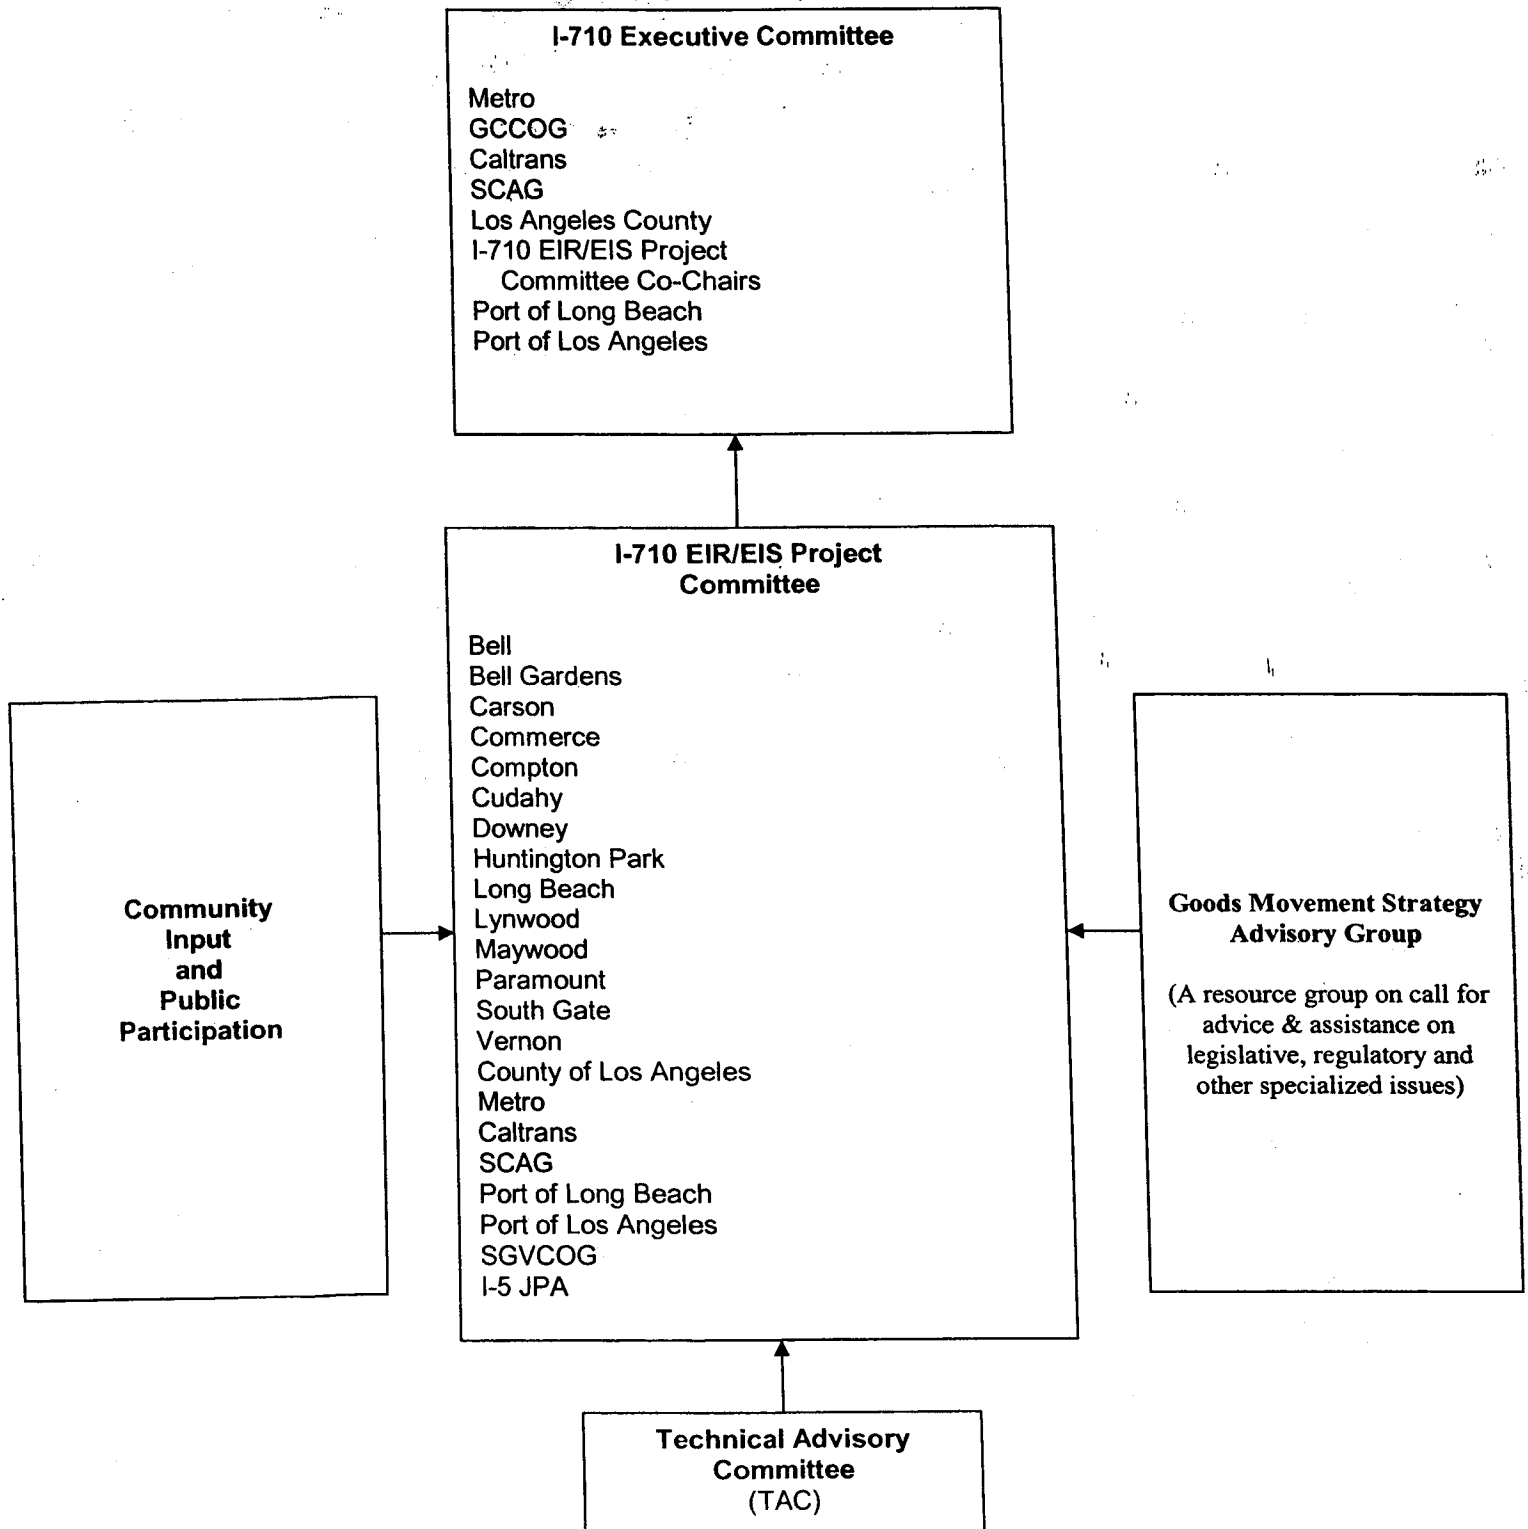 I-710 Executive Committee
Metro
GCCOG
Caltrans
SCAG
Los Angeles County
I-710 EIR/EIS Project
Committee Co-Chairs
Port of Long Beach
Port of Los Angeles
I-710 EIR/EIS Project
Committee
Bell
Bell Gardens
Carson
Commerce
Compton
Cudahy
Downey
Huntington Park
Long Beach
Lynwood
Maywood
Paramount
South Gate
Vernon
County of Los Angeles
Metro
Caltrans
SCAG
Port of Long Beach
Port of Los Angeles
SGVCOG
I-5 JPA
Community
Input
and
Public
Participation
Goods Movement Strategy
Advisory Group
(A resource group on call for
advice & assistance on
legislative, regulatory and
other specialized issues)
Technical Advisory
Committee
(TAC)